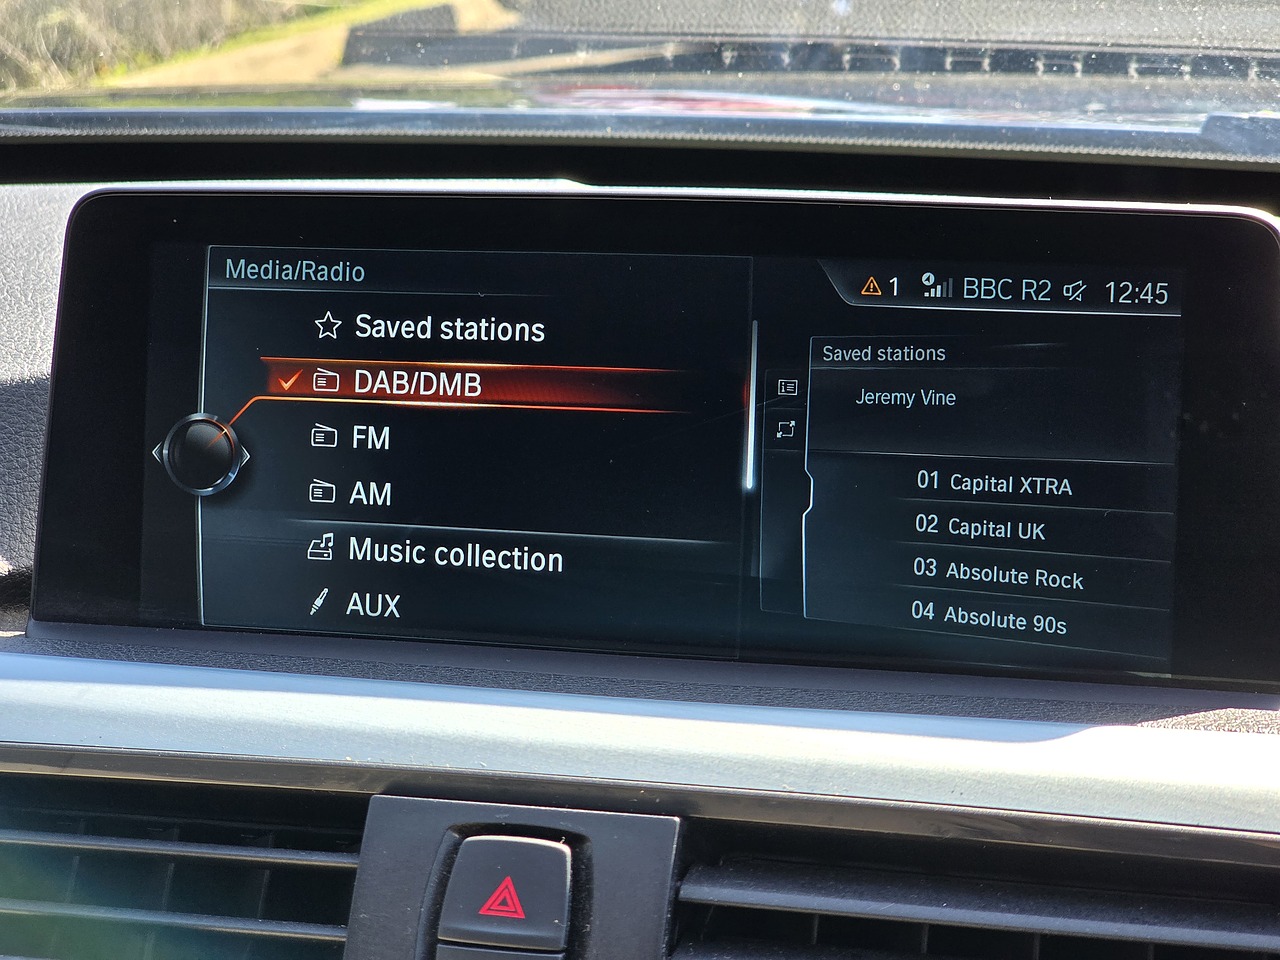 Media/Radio
1 BBC R2 12:45
Saved stations
DAB/DMB
FM
AM
Music collection
AUX
Saved stations
Jeremy Vine
01 Capital XTRA
02 Capital UK
03 Absolute Rock
04 Absolute 90s